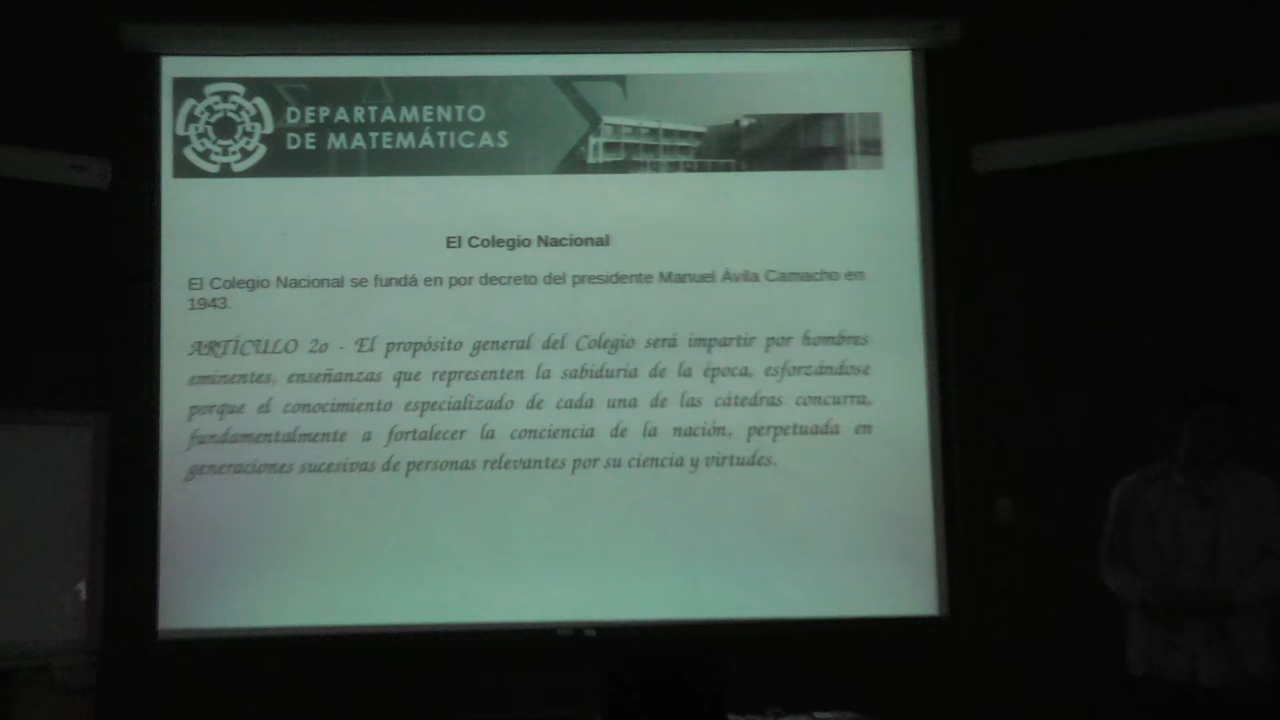 DEPARTAMENTO
DE MATEMÁTICAS
El Colegio Nacional
El Colegio Nacional se fundá en por decreto del presidente Manuel Ávila Camacho en
1943.
ARTÍCULO 2o - El propósito general del Colegio será impartir por hombres
eminentes, enseñanzas que representen la sabiduría de la época, esforzándose
porque el conocimiento especializado de cada una de las cátedras concurra,
fundamentalmente a fortalecer la conciencia de la nación, perpetuada en
generaciones sucesivas de personas relevantes por su ciencia y virtudes.